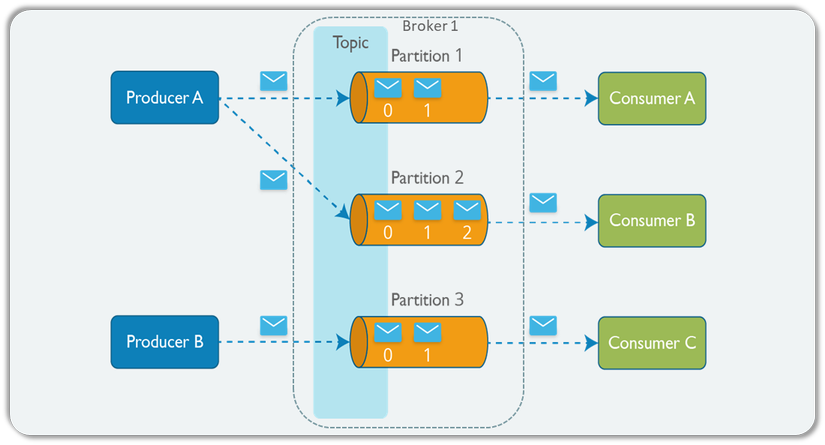 Broker 1
Topic
Partition 1
Producer A
0 1
Consumer A
Partition 2
0 1 2
Consumer B
Partition 3
Producer B
0 1
Consumer C